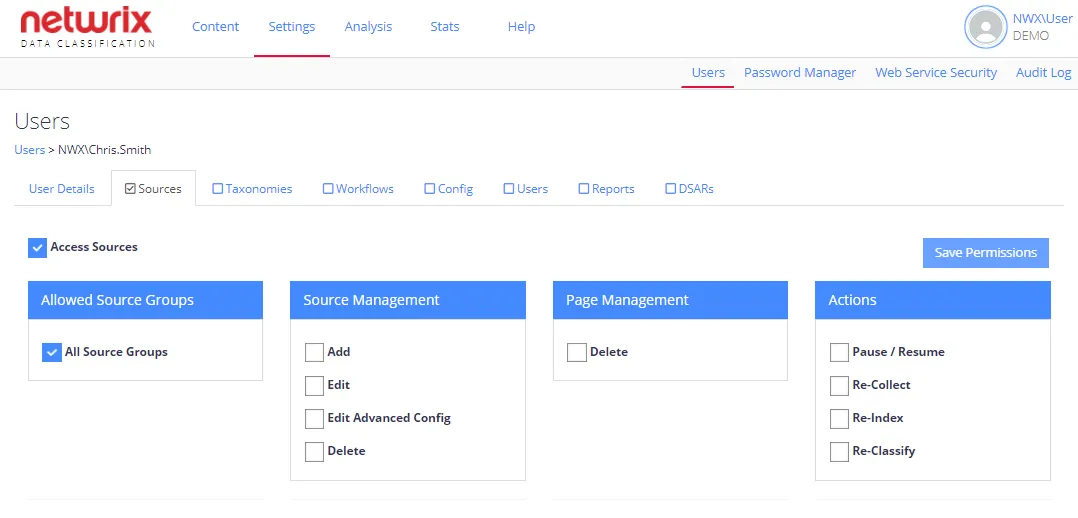 netwrix
DATA CLASSIFICATION
Content Settings Analysis Stats Help
NWX\User
DEMO
Users Password Manager Web Service Security Audit Log
Users
Users > NWX\Chris.Smith
User Details Sources Taxonomies Workflows Config Users Reports DSARs
Access Sources
Save Permissions
Allowed Source Groups Source Management Page Management Actions
All Source Groups Add Delete Pause / Resume
Edit Re-Collect
Edit Advanced Config Re-Index
Delete Re-Classify